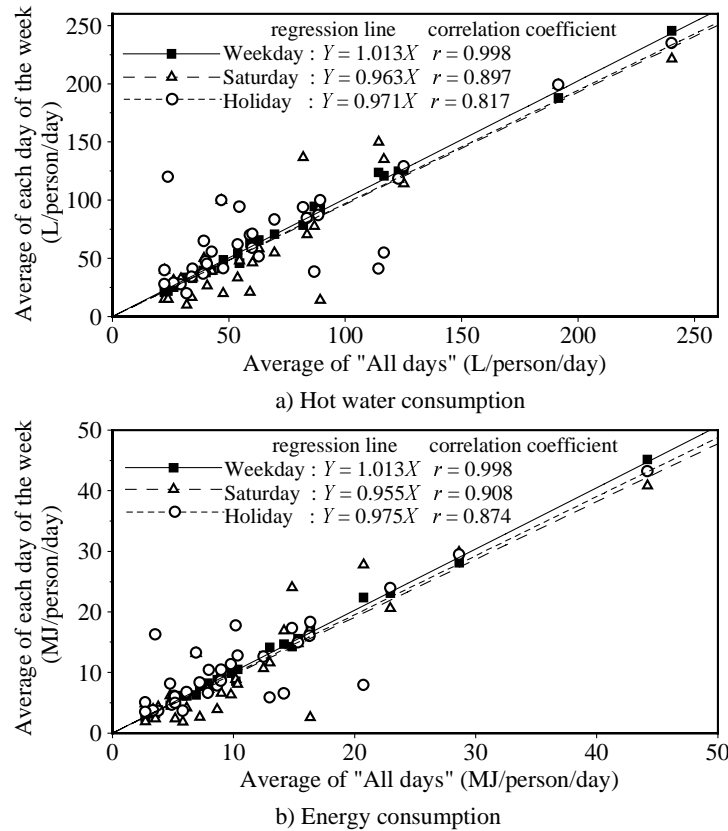 a)
regression line correlation coefficient
Weekday : Y = 1.013X r = 0.998
Saturday : Y = 0.963X r = 0.897
Holiday : Y = 0.971X r = 0.817
Average of each day of the week
(L/person/day)
250
200
150
100
50
0
0 50 100 150 200 250
Average of "All days" (L/person/day)
a) Hot water consumption
regression line correlation coefficient
Weekday : Y = 1.013X r = 0.998
Saturday : Y = 0.955X r = 0.908
Holiday : Y = 0.975X r = 0.874
Average of each day of the week
(MJ/person/day)
50
40
30
20
10
0
0 10 20 30 40 50
Average of "All days" (MJ/person/day)
b) Energy consumption